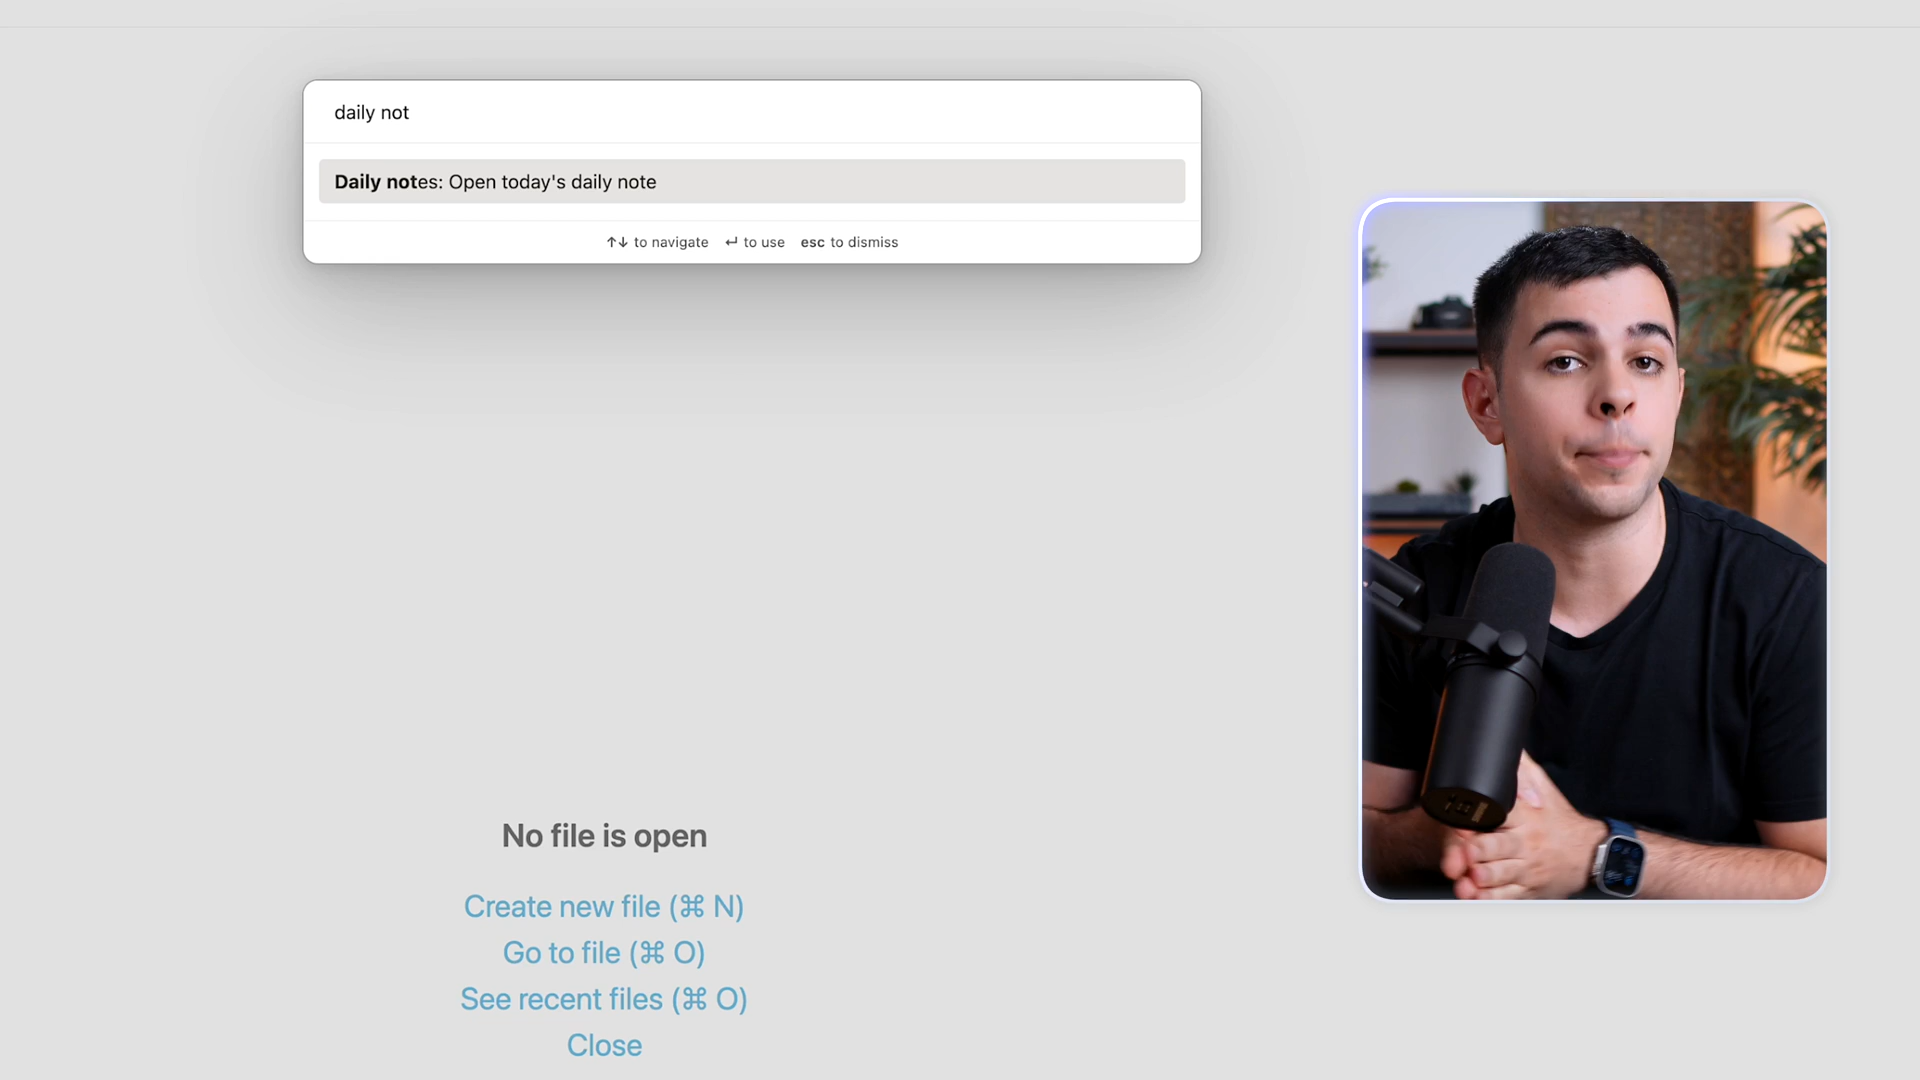 daily not
Daily notes: Open today's daily note
↑↓ to navigate ↵ to use esc to dismiss
No file is open
Create new file (⌘ N)
Go to file (⌘ O)
See recent files (⌘ O)
Close